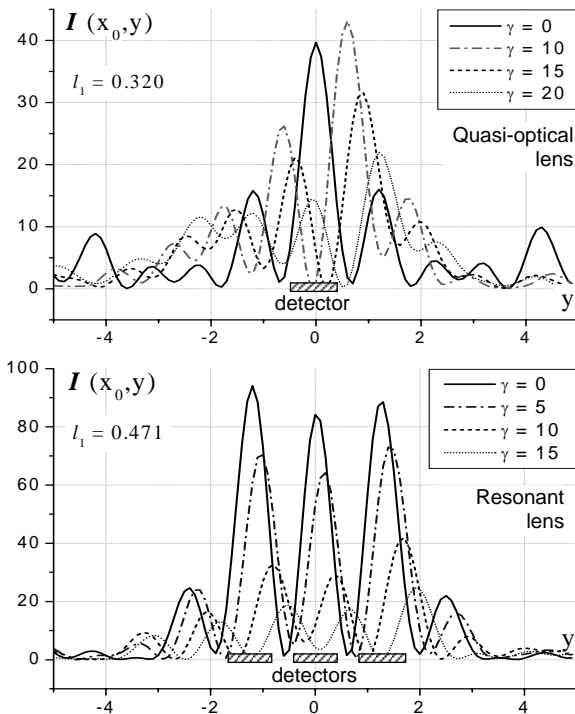 I (x₀,y)
l₁ = 0.320
γ = 0
γ = 10
γ = 15
γ = 20
Quasi-optical
lens
40
30
20
10
0
detector
y
-4 -2 0 2 4
I (x₀,y)
l₁ = 0.471
γ = 0
γ = 5
γ = 10
γ = 15
Resonant
lens
100
80
60
40
20
0
y
detectors
-4 -2 0 2 4